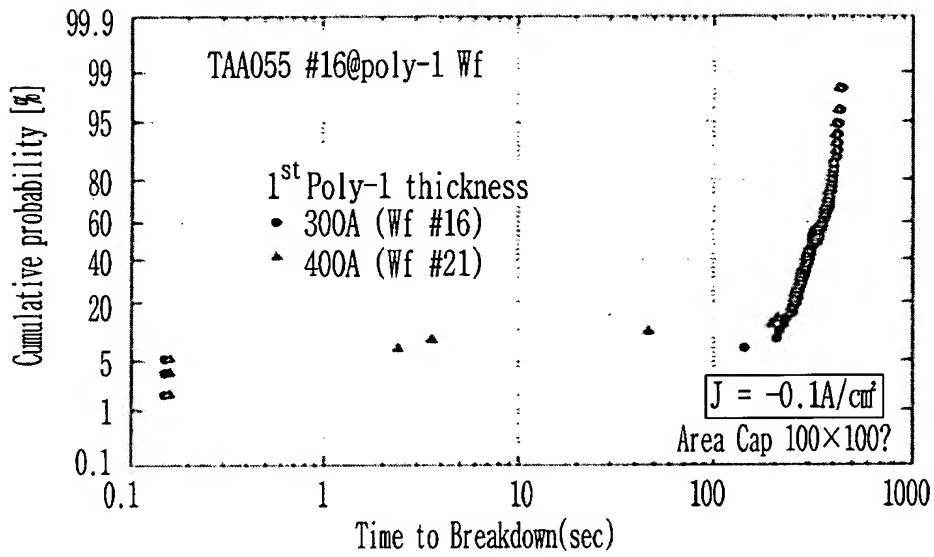 99.9
99
95
80
60
40
20
5
1
0.1
Cumulative probability [%]
TAA055 #16@poly-1 Wf
1st Poly-1 thickness
300A (Wf #16)
400A (Wf #21)
J = -0.1A/cm²
Area Cap 100×100?
0.1
1
10
100
1000
Time to Breakdown(sec)